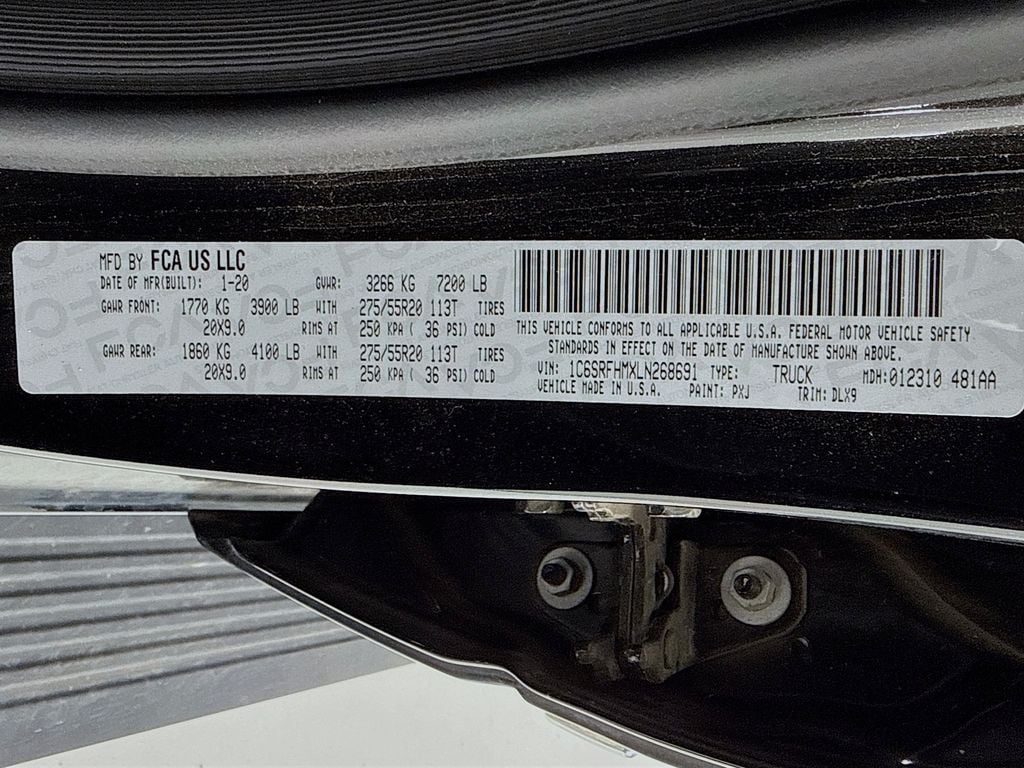 MFD BY FCA US LLC
DATE OF MFR(BUILT): 1-20 GVWR: 3266 KG 7200 LB
GAWR FRONT: 1770 KG 3900 LB WITH 275/55R20 113T TIRES
20X9.0 RIMS AT 250 KPA ( 36 PSI) COLD
GAWR REAR: 1860 KG 4100 LB WITH 275/55R20 113T TIRES
20X9.0 RIMS AT 250 KPA ( 36 PSI) COLD
THIS VEHICLE CONFORMS TO ALL APPLICABLE U.S.A. FEDERAL MOTOR VEHICLE SAFETY
STANDARDS IN EFFECT ON THE DATE OF MANUFACTURE SHOWN ABOVE.
VIN: 1C6SRFHMXLN268691 TYPE: TRUCK MDH:012310 481AA
VEHICLE MADE IN U.S.A. PAINT: PXJ TRIM: DLX9